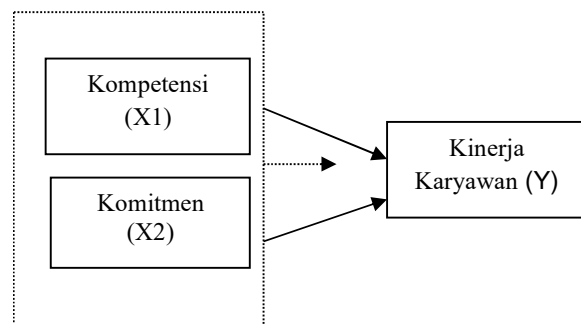 Kompetensi
(X1)
Kinerja
Karyawan (Y)
Komitmen
(X2)